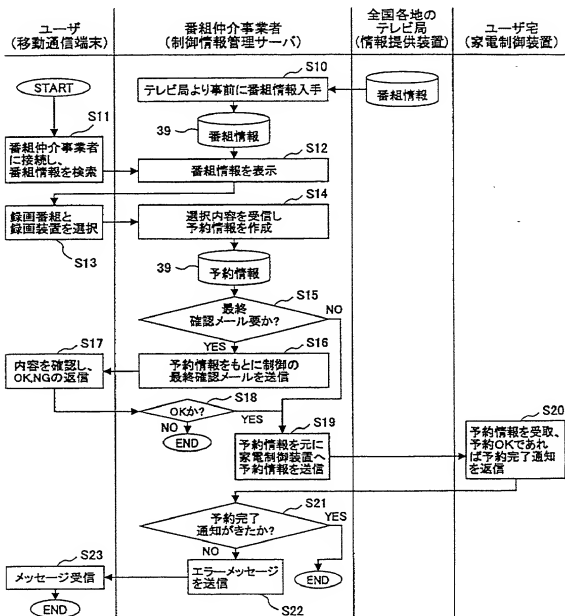 ユーザ
(移動通信端末)
番組仲介事業者
(制御情報管理サーバ)
全国各地の
テレビ局
(情報提供装置)
ユーザ宅
(家電制御装置)
START
S10
テレビ局より事前に番組情報入手
番組情報
S11
番組仲介事業者
に接続し、
番組情報を検索
39
番組情報
S12
番組情報を表示
録画番組と
録画装置を選択
S13
S14
選択内容を受信し
予約情報を作成
39
予約情報
S15
最終
確認メール要か?
NO
YES
S16
予約情報をもとに制御の
最終確認メールを送信
S17
内容を確認し、
OK,NGの返信
S18
OKか?
YES
NO
END
S19
予約情報を元に
家電制御装置へ
予約情報を送信
S20
予約情報を受取、
予約OKであれ
ば予約完了通知
を返信
S21
予約完了
通知がきたか?
YES
NO
END
エラーメッセージ
を送信
S22
S23
メッセージ受信
END